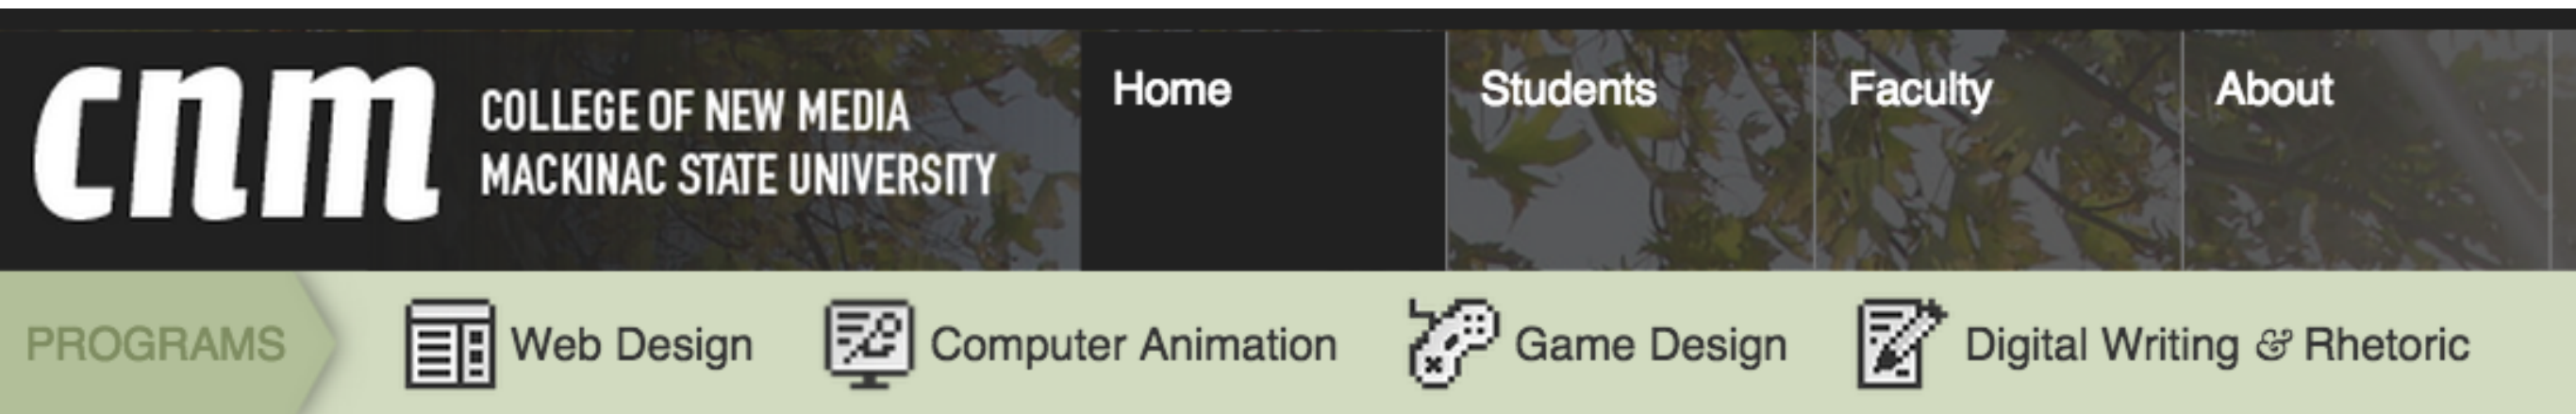 cnm
COLLEGE OF NEW MEDIA
MACKINAC STATE UNIVERSITY
Home
Students
Faculty
About
PROGRAMS
Web Design
Computer Animation
Game Design
Digital Writing & Rhetoric